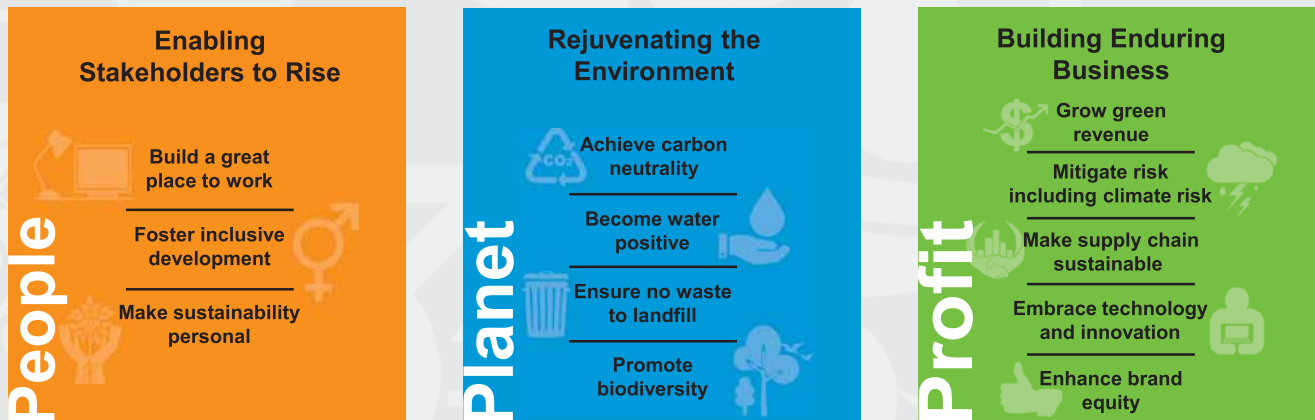 Enabling
Stakeholders to Rise
Build a great
place to work
Foster inclusive
development
Make sustainability
personal
People
Rejuvenating the
Environment
CO₂
Achieve carbon
neutrality
Become water
positive
Ensure no waste
to landfill
Promote
biodiversity
Planet
Building Enduring
Business
$
Grow green
revenue
Mitigate risk
including climate risk
Make supply chain
sustainable
Embrace technology
and innovation
Enhance brand
equity
Profit